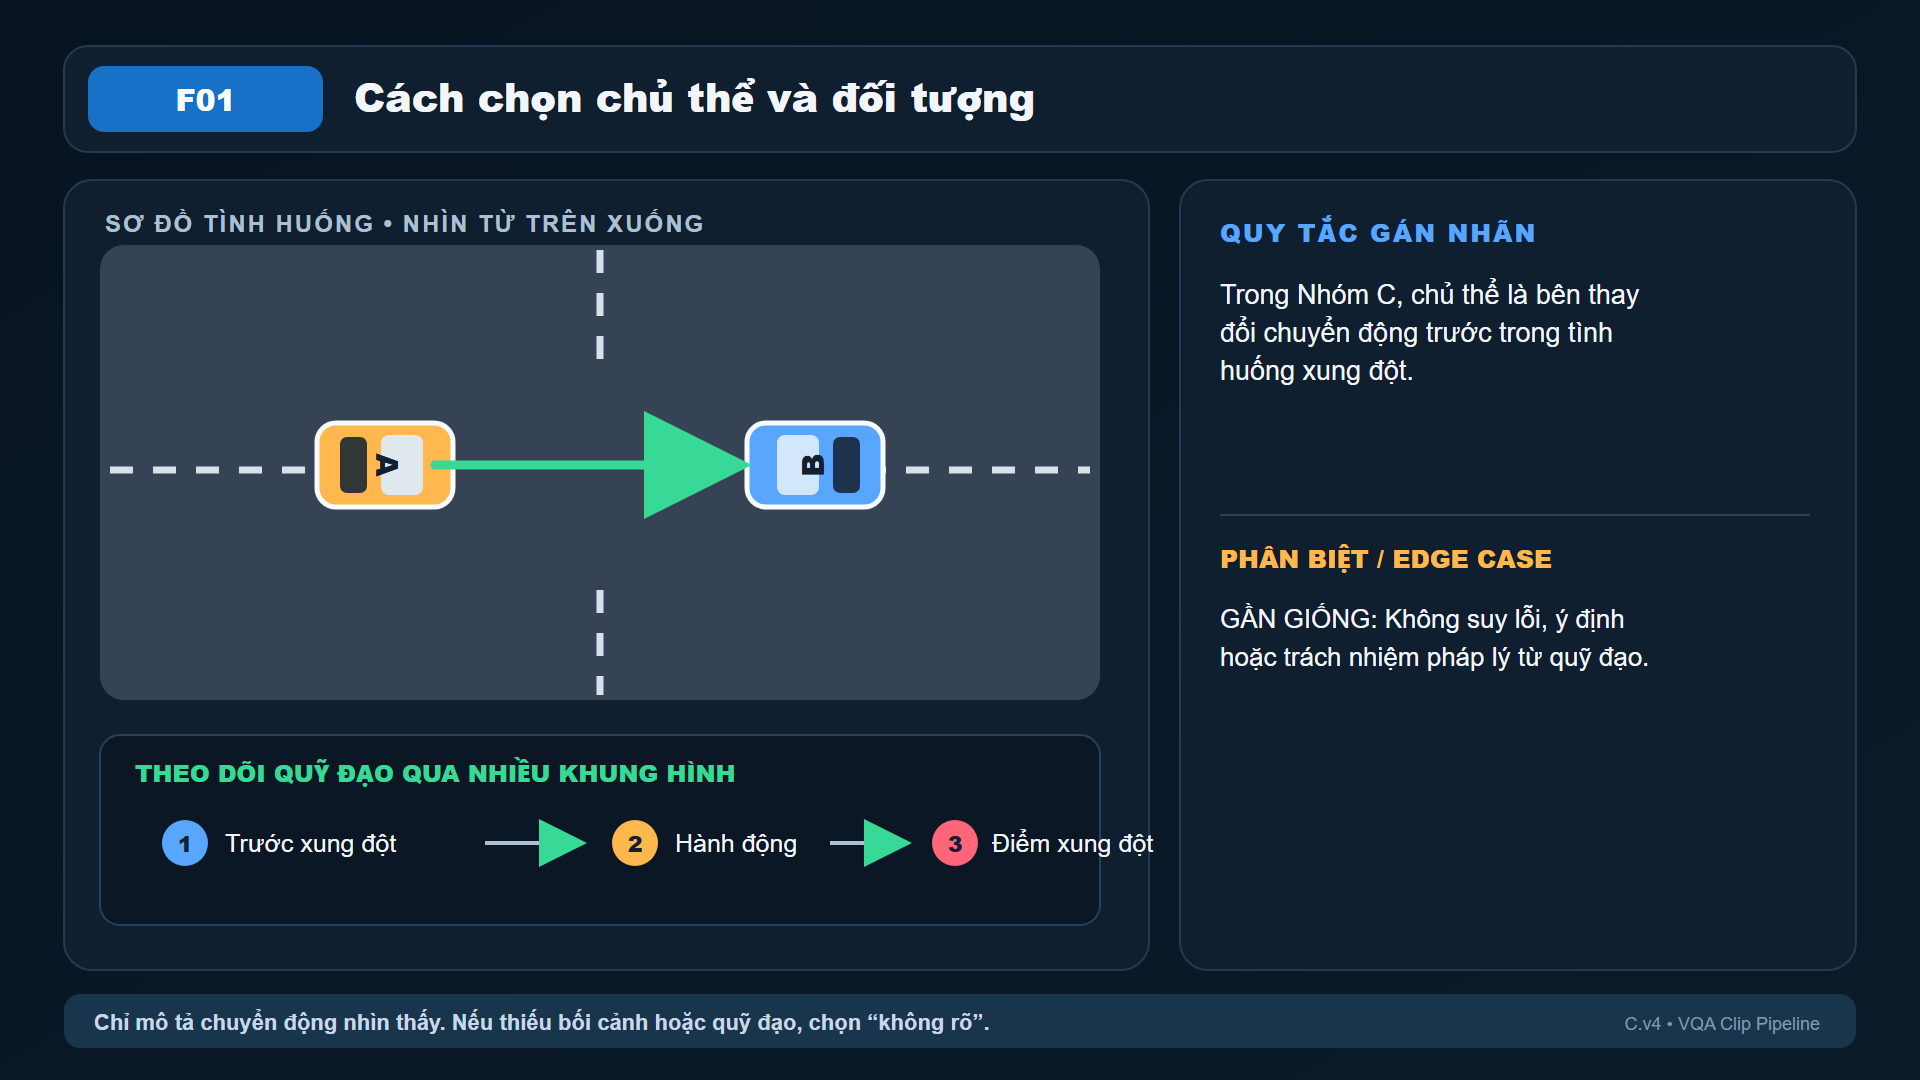 F01
Cách chọn chủ thể và đối tượng
SƠ ĐỒ TÌNH HUỐNG • NHÌN TỪ TRÊN XUỐNG
A
B
THEO DÕI QUỸ ĐẠO QUA NHIỀU KHUNG HÌNH
1 Trước xung đột
2 Hành động
3 Điểm xung đột
QUY TẮC GÁN NHÃN
Trong Nhóm C, chủ thể là bên thay
đổi chuyển động trước trong tình
huống xung đột.
PHÂN BIỆT / EDGE CASE
GẦN GIỐNG: Không suy lỗi, ý định
hoặc trách nhiệm pháp lý từ quỹ đạo.
Chỉ mô tả chuyển động nhìn thấy. Nếu thiếu bối cảnh hoặc quỹ đạo, chọn “không rõ”.
C.v4 • VQA Clip Pipeline